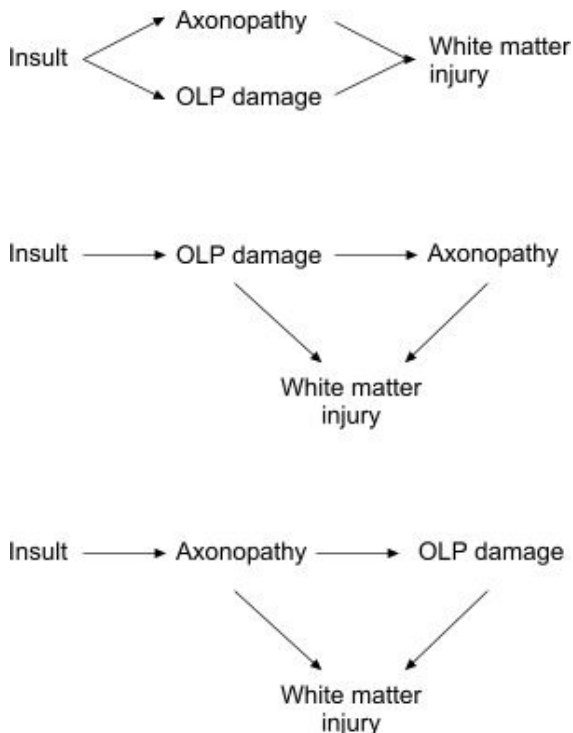 Axonopathy
Insult
White matter
injury
OLP damage
Insult
OLP damage
Axonopathy
White matter
injury
Insult
Axonopathy
OLP damage
White matter
injury